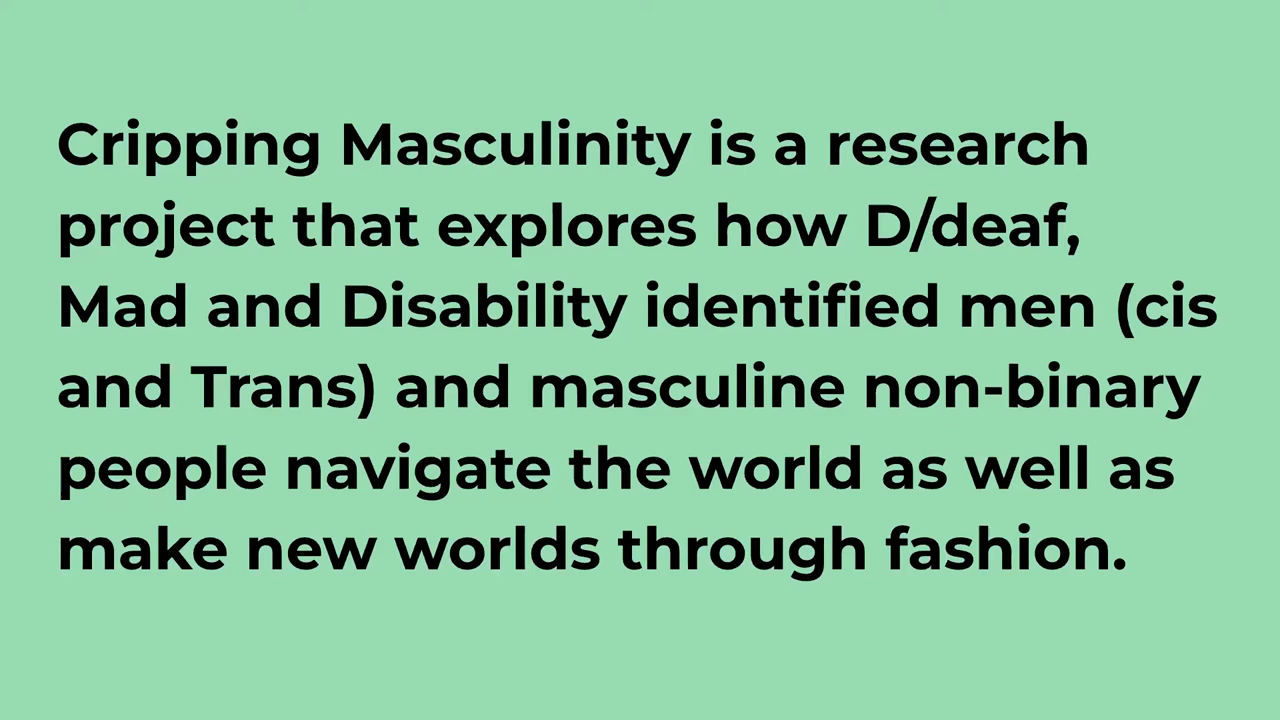 Cripping Masculinity is a research
project that explores how D/deaf,
Mad and Disability identified men (cis
and Trans) and masculine non-binary
people navigate the world as well as
make new worlds through fashion.